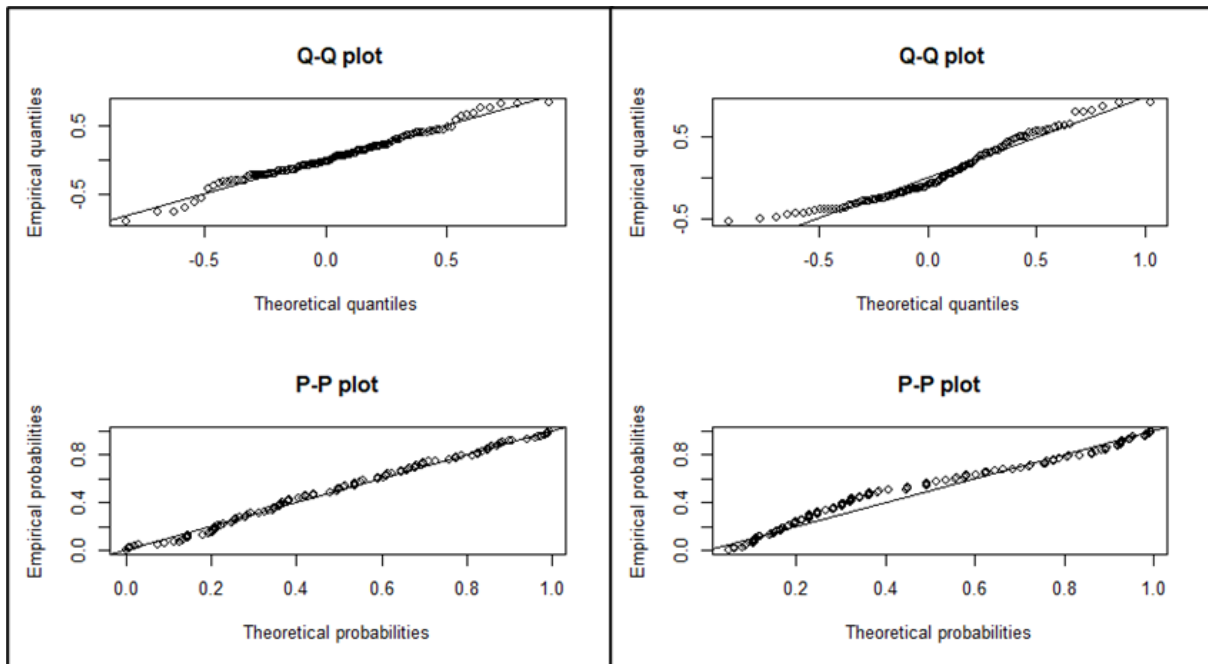 Q-Q plot
Empirical quantiles
0.5
-0.5
-0.5 0.0 0.5
Theoretical quantiles
P-P plot
Empirical probabilities
0.8
0.4
0.0
0.0 0.2 0.4 0.6 0.8 1.0
Theoretical probabilities
Q-Q plot
Empirical quantiles
0.5
-0.5
-0.5 0.0 0.5 1.0
Theoretical quantiles
P-P plot
Empirical probabilities
0.8
0.4
0.0
0.2 0.4 0.6 0.8 1.0
Theoretical probabilities